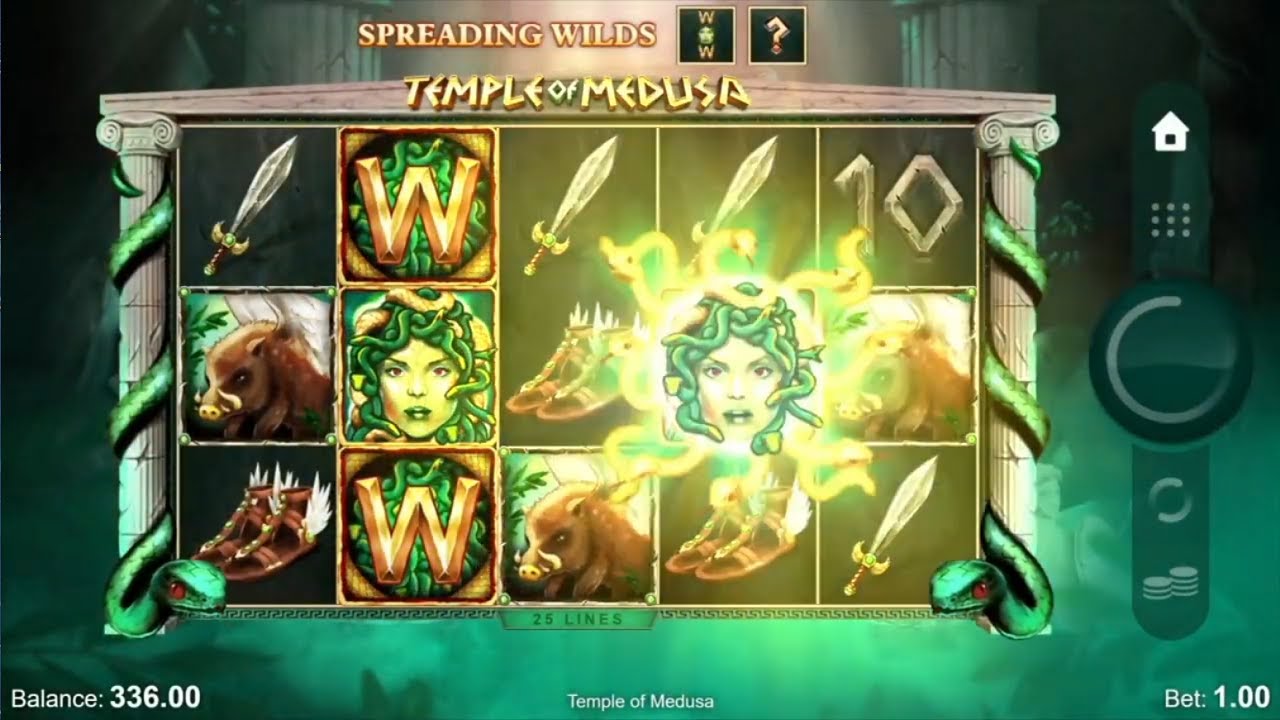 SPREADING WILDS
W
W
?
TEMPLE OF MEDUSA
W
10
W
25 LINES
Balance: 336.00
Temple of Medusa
Bet: 1.00